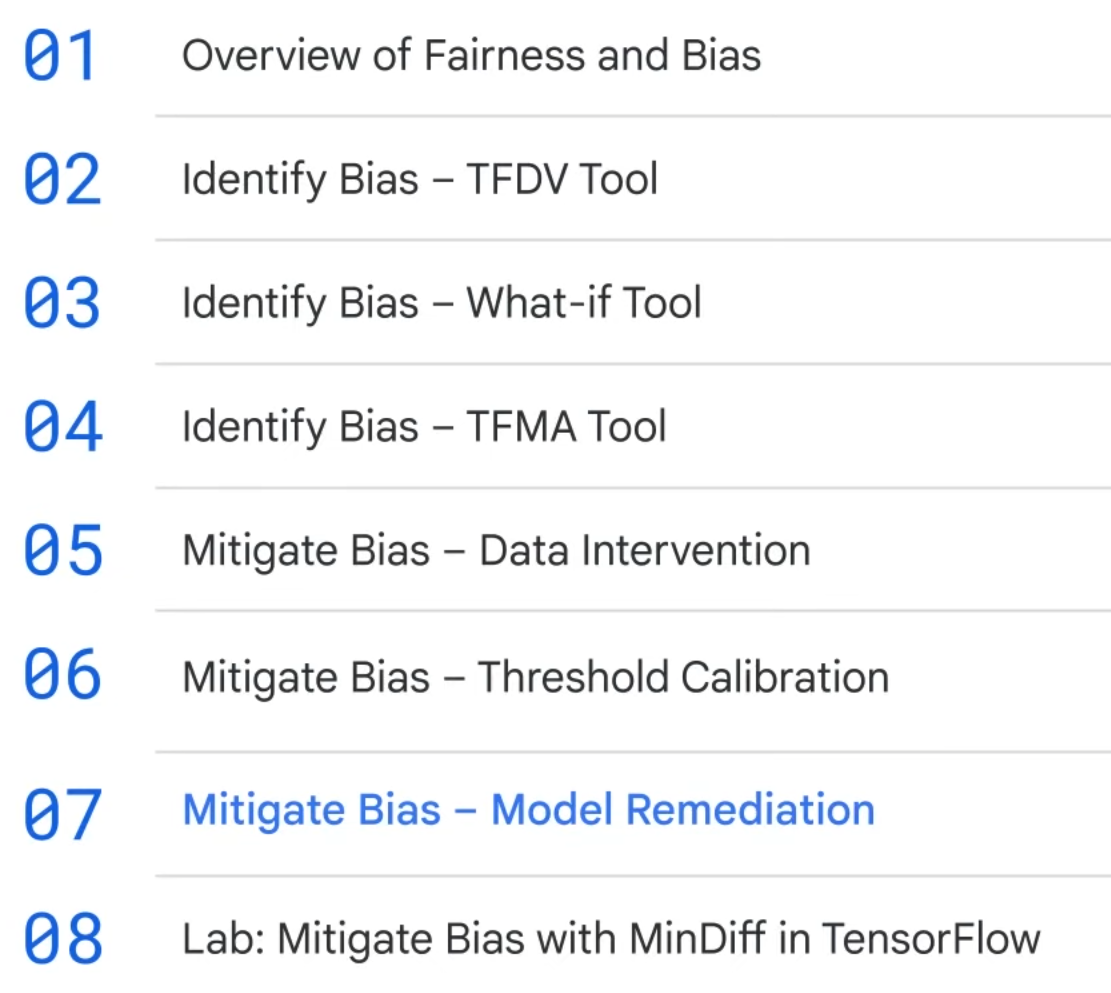 01 Overview of Fairness and Bias
02 Identify Bias – TFDV Tool
03 Identify Bias – What-if Tool
04 Identify Bias – TFMA Tool
05 Mitigate Bias – Data Intervention
06 Mitigate Bias – Threshold Calibration
07 Mitigate Bias – Model Remediation
08 Lab: Mitigate Bias with MinDiff in TensorFlow